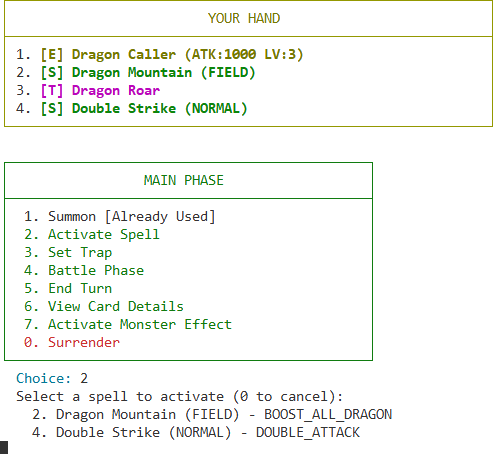 YOUR HAND
1. [E] Dragon Caller (ATK:1000 LV:3)
2. [S] Dragon Mountain (FIELD)
3. [T] Dragon Roar
4. [S] Double Strike (NORMAL)
MAIN PHASE
1. Summon [Already Used]
2. Activate Spell
3. Set Trap
4. Battle Phase
5. End Turn
6. View Card Details
7. Activate Monster Effect
0. Surrender
Choice: 2
Select a spell to activate (0 to cancel):
2. Dragon Mountain (FIELD) - BOOST_ALL_DRAGON
4. Double Strike (NORMAL) - DOUBLE_ATTACK